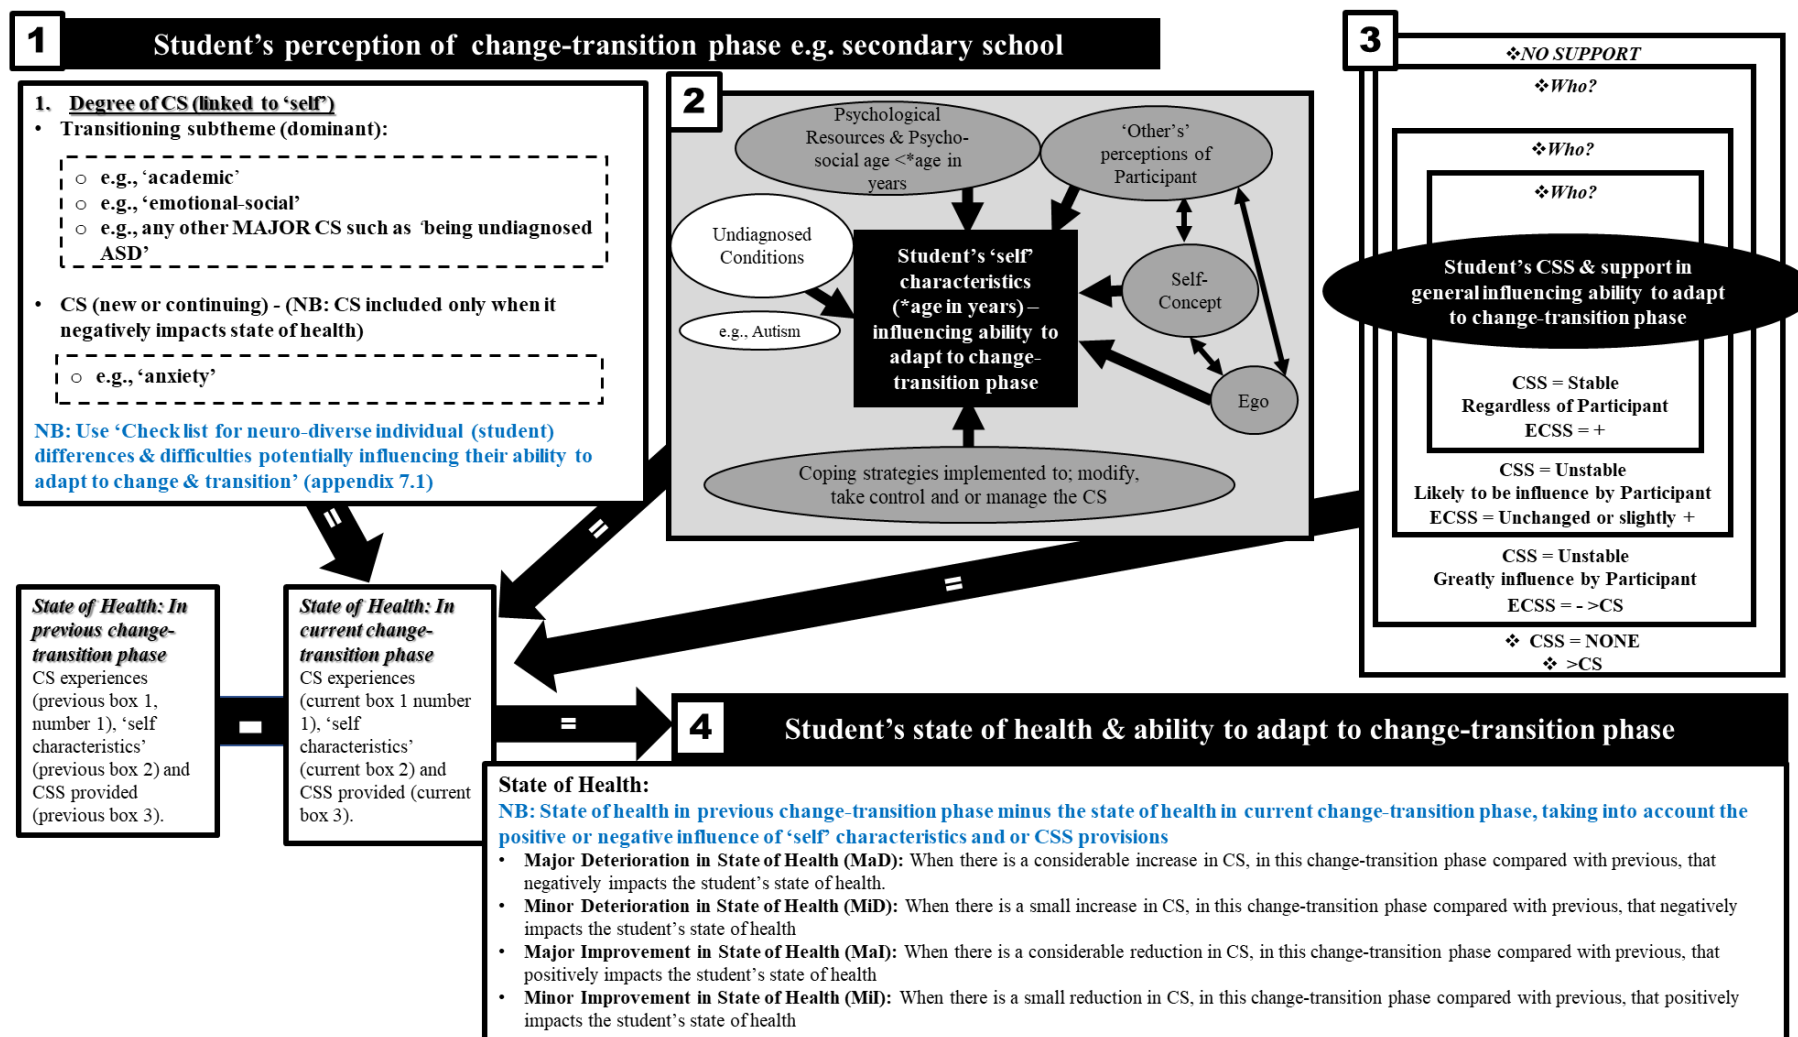 1
Student’s perception of change-transition phase e.g. secondary school
1. Degree of CS (linked to ‘self’)
• Transitioning subtheme (dominant):
o e.g., ‘academic’
o e.g., ‘emotional-social’
o e.g., any other MAJOR CS such as ‘being undiagnosed
ASD’
• CS (new or continuing) - (NB: CS included only when it
negatively impacts state of health)
o e.g., ‘anxiety’
NB: Use ‘Checklist for neuro-diverse individual (student)
differences & difficulties potentially influencing their ability to
adapt to change & transition’ (appendix 7.1)
2
Psychological
Resources & Psycho-
social age <*age in
years
‘Other’s’
perceptions of
Participant
Undiagnosed
Conditions
e.g., Autism
Student’s ‘self’
characteristics
(*age in years) –
influencing ability to
adapt to change-
transition phase
Self-
Concept
Ego
Coping strategies implemented to; modify,
take control and or manage the CS
3
❖NO SUPPORT
❖Who?
❖Who?
❖Who?
Student’s CSS & support in
general influencing ability to adapt
to change-transition phase
CSS = Stable
Regardless of Participant
ECSS = +
CSS = Unstable
Likely to be influence by Participant
ECSS = Unchanged or slightly +
CSS = Unstable
Greatly influence by Participant
ECSS = - >CS
❖ CSS = NONE
❖ >CS
=
=
=
State of Health: In
previous change-
transition phase
CS experiences
(previous box 1,
number 1), ‘self
characteristics’
(previous box 2) and
CSS provided
(previous box 3).
-
State of Health: In
current change-
transition phase
CS experiences
(current box 1 number
1), ‘self
characteristics’
(current box 2) and
CSS provided (current
box 3).
=
4
Student’s state of health & ability to adapt to change-transition phase
State of Health:
NB: State of health in previous change-transition phase minus the state of health in current change-transition phase, taking into account the
positive or negative influence of ‘self’ characteristics and or CSS provisions
• Major Deterioration in State of Health (MaD): When there is a considerable increase in CS, in this change-transition phase compared with previous, that
negatively impacts the student’s state of health.
• Minor Deterioration in State of Health (MiD): When there is a small increase in CS, in this change-transition phase compared with previous, that negatively
impacts the student’s state of health
• Major Improvement in State of Health (MaI): When there is a considerable reduction in CS, in this change-transition phase compared with previous, that
positively impacts the student’s state of health
• Minor Improvement in State of Health (MiI): When there is a small reduction in CS, in this change-transition phase compared with previous, that positively
impacts the student’s state of health